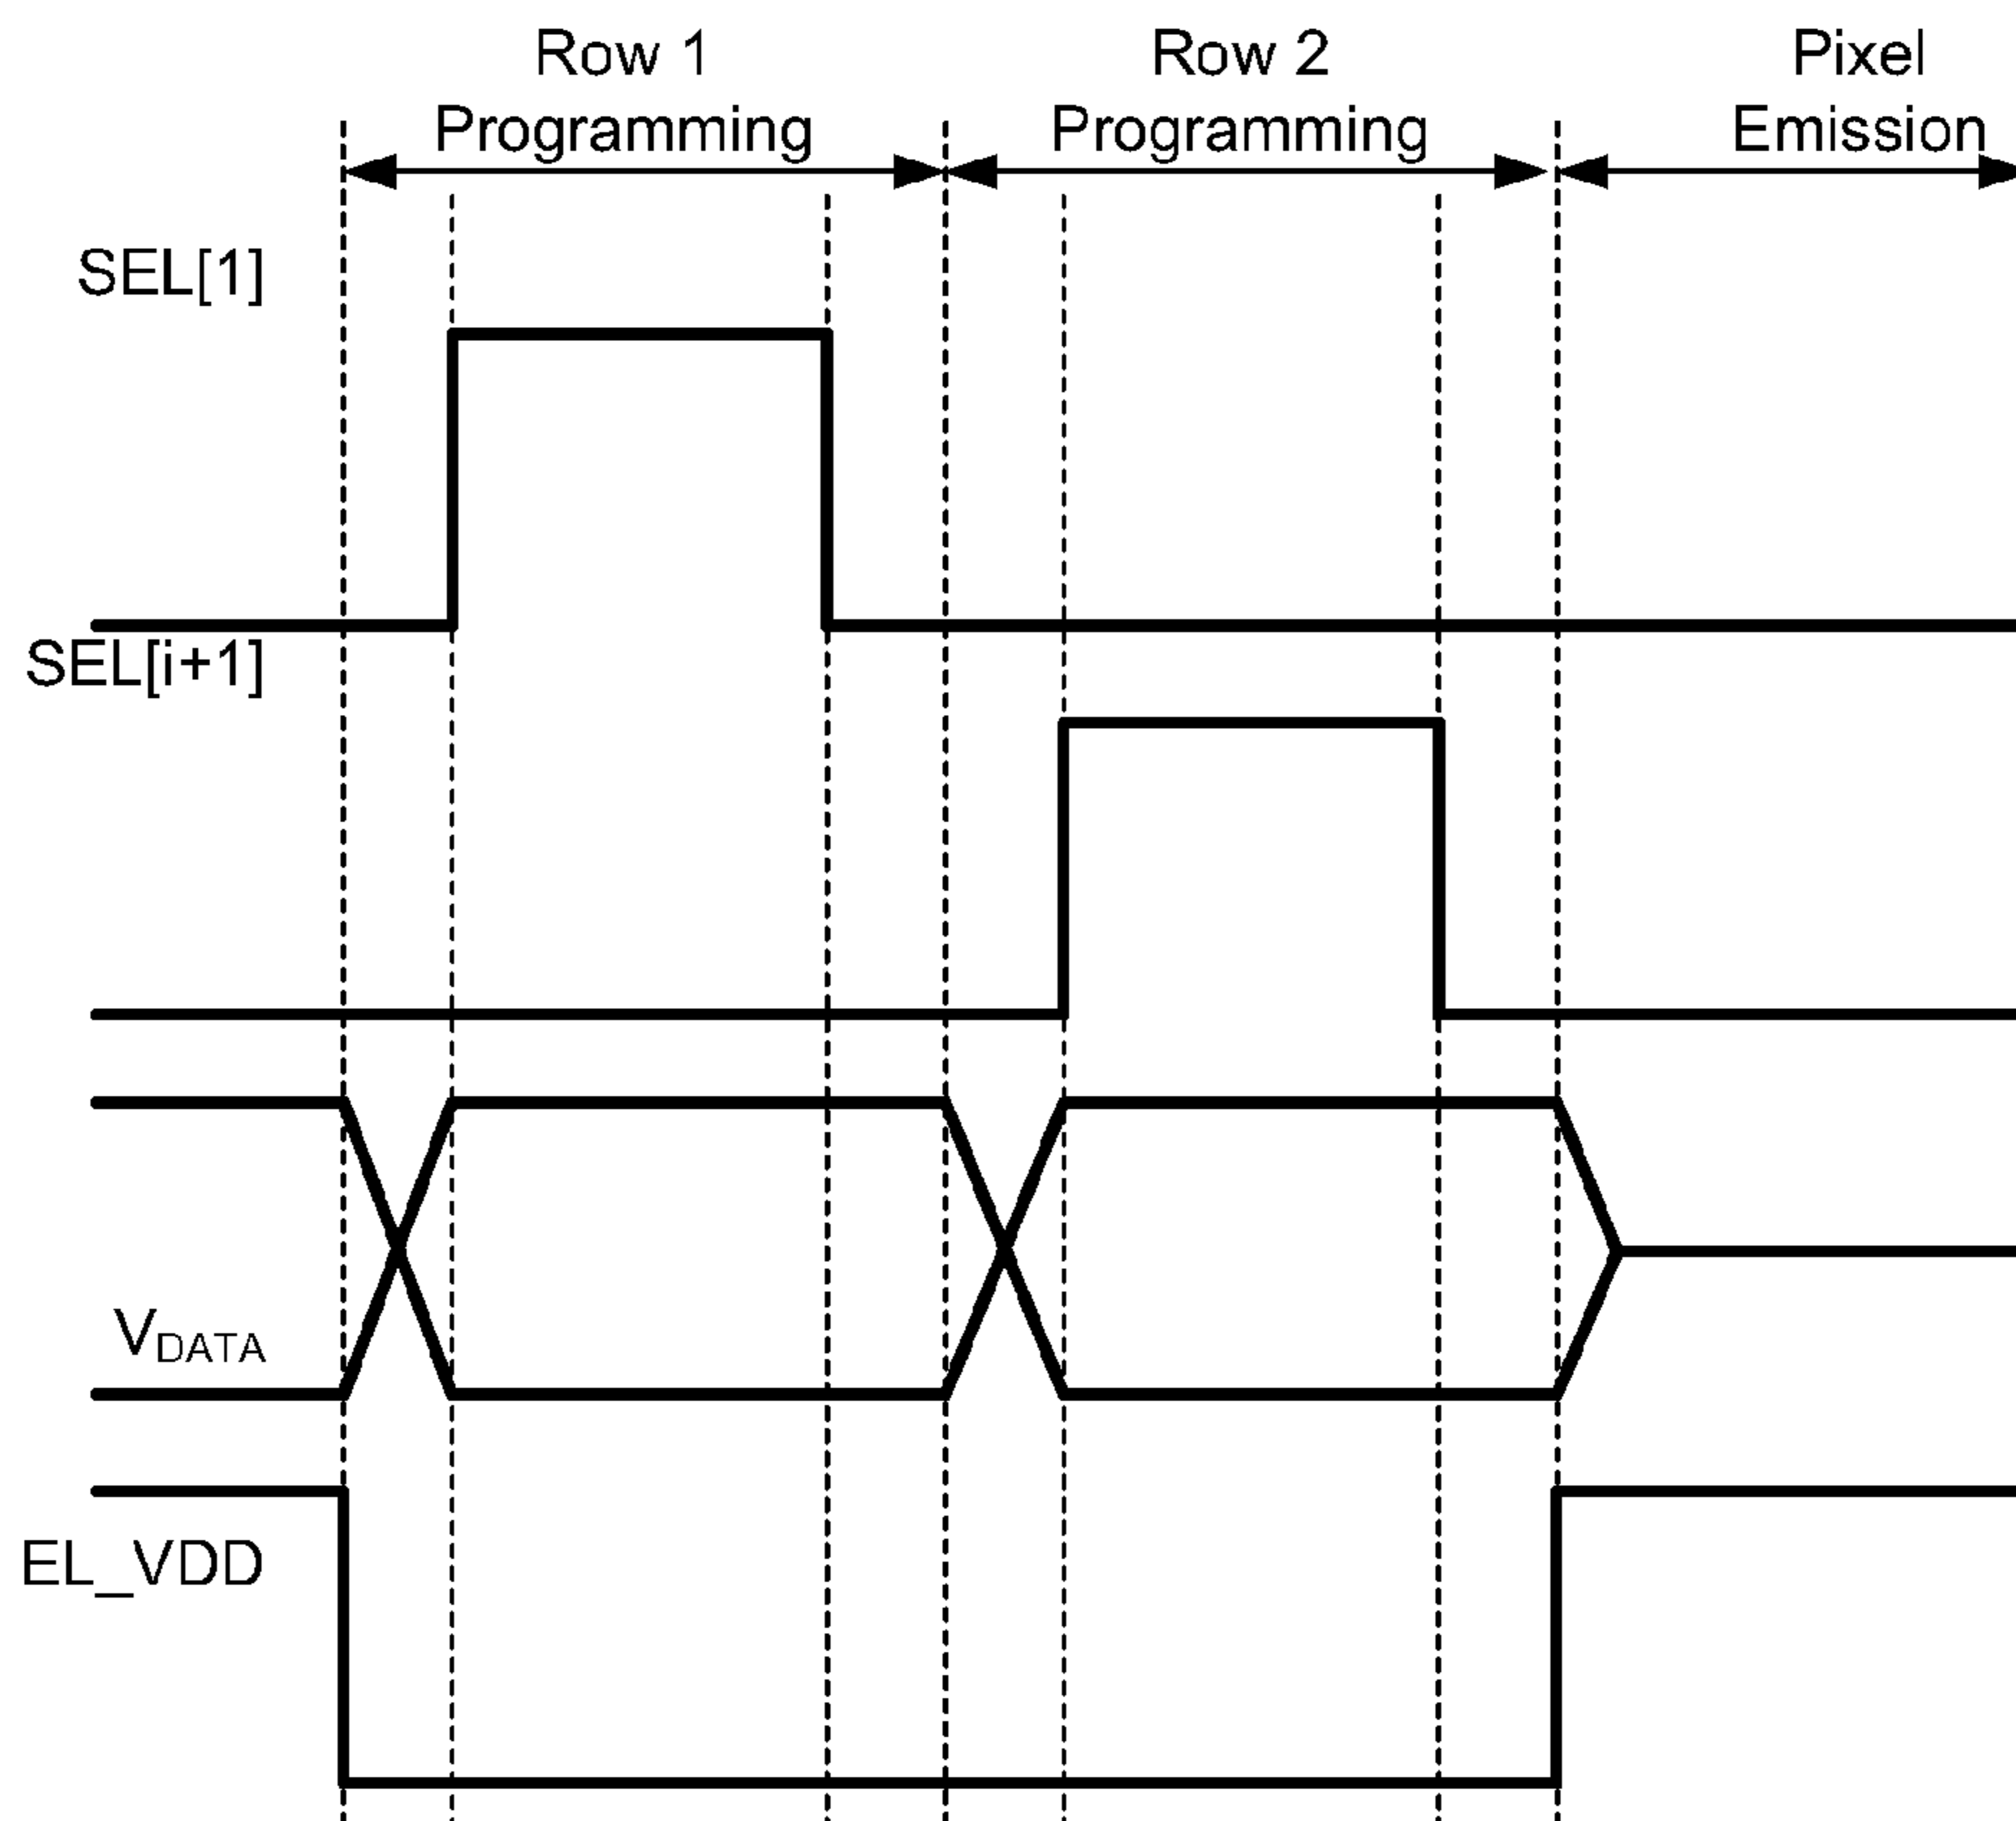 Row 1
Programming
Row 2
Programming
Pixel
Emission
SEL[1]
SEL[i+1]
VDATA
EL_VDD